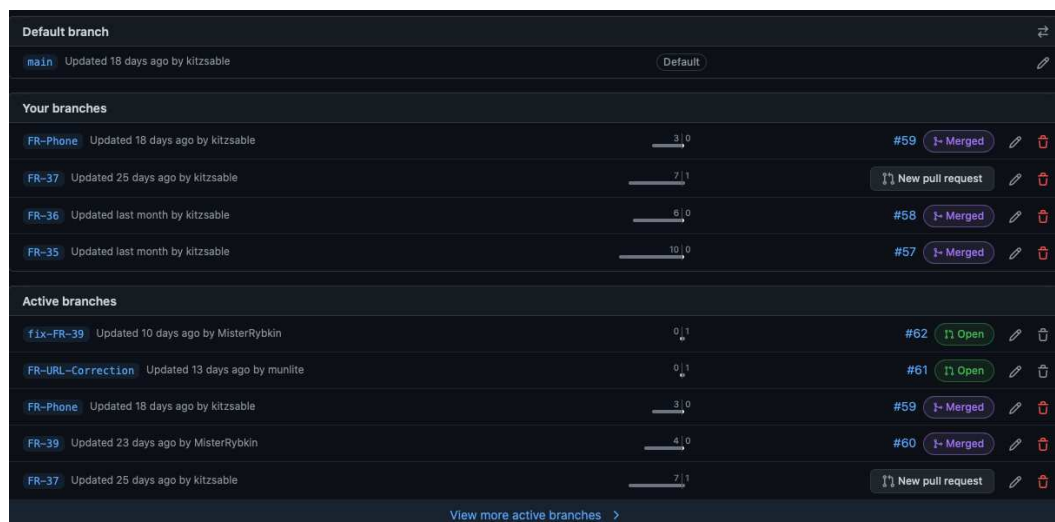 Default branch
main Updated 18 days ago by kitzsable Default
Your branches
FR-Phone Updated 18 days ago by kitzsable 3 | 0 #59 Merged
FR-37 Updated 25 days ago by kitzsable 7 | 1 New pull request
FR-36 Updated last month by kitzsable 6 | 0 #58 Merged
FR-35 Updated last month by kitzsable 10 | 0 #57 Merged
Active branches
fix-FR-39 Updated 10 days ago by MisterRybkin 0 | 1 #62 Open
FR-URL-Correction Updated 13 days ago by munlite 0 | 1 #61 Open
FR-Phone Updated 18 days ago by kitzsable 3 | 0 #59 Merged
FR-39 Updated 23 days ago by MisterRybkin 4 | 0 #60 Merged
FR-37 Updated 25 days ago by kitzsable 7 | 1 New pull request
View more active branches